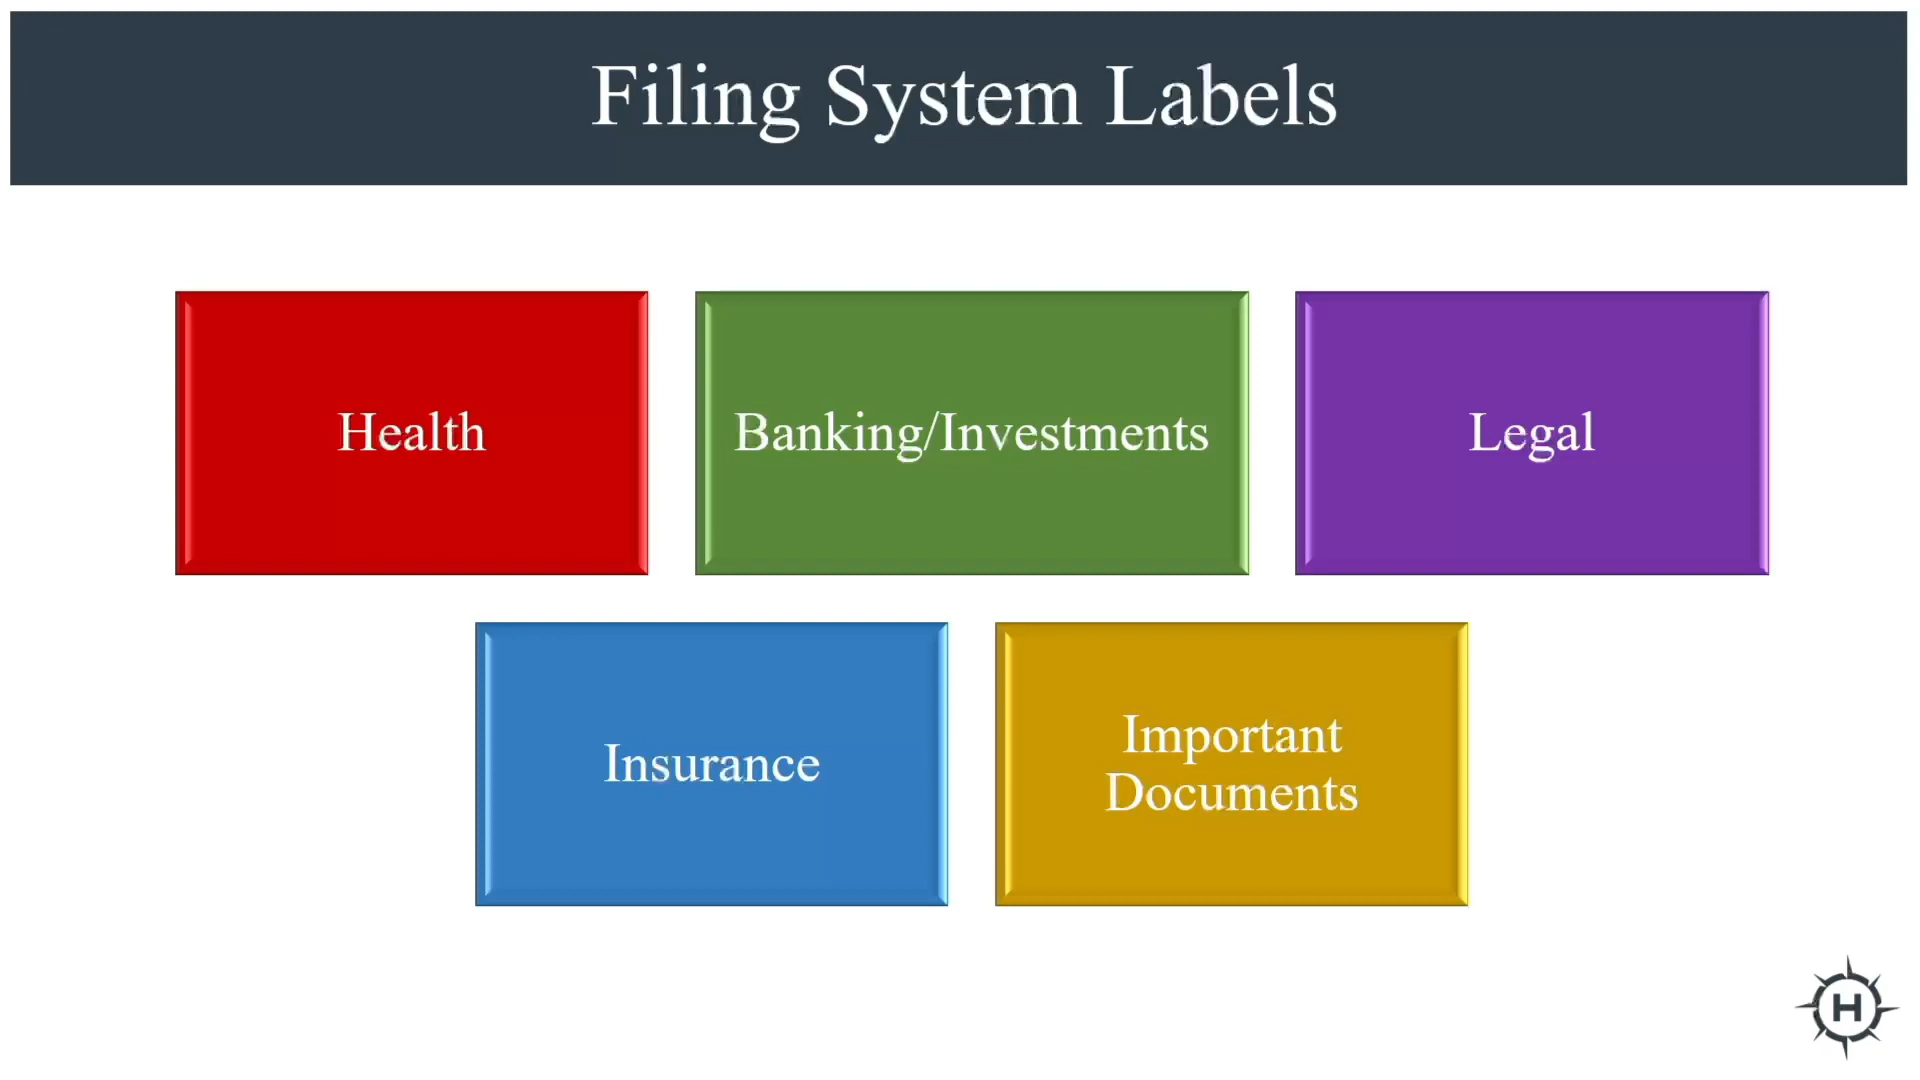 Filing System Labels
Health
Banking/Investments
Legal
Insurance
Important
Documents
H